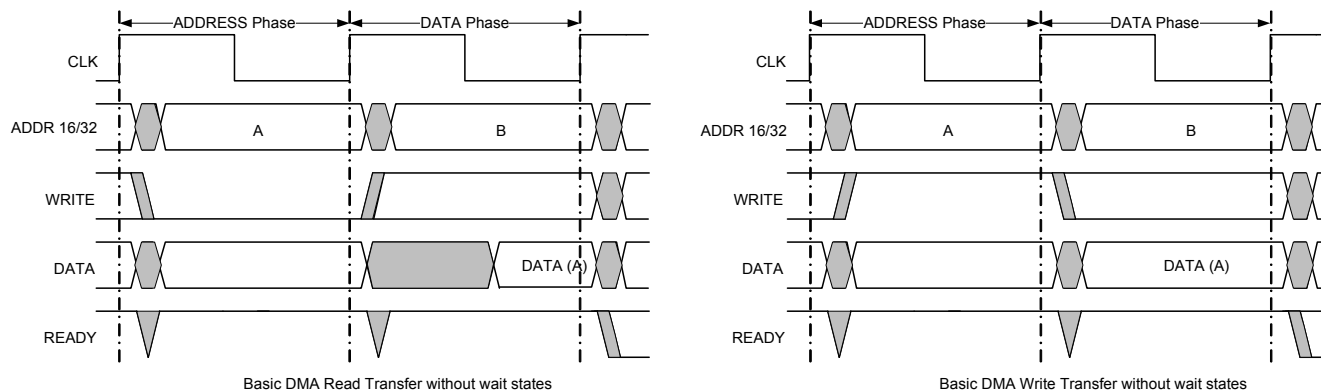 ADDRESS Phase DATA Phase
CLK
ADDR 16/32 A B
WRITE
DATA DATA (A)
READY
Basic DMA Read Transfer without wait states
ADDRESS Phase DATA Phase
CLK
ADDR 16/32 A B
WRITE
DATA DATA (A)
READY
Basic DMA Write Transfer without wait states